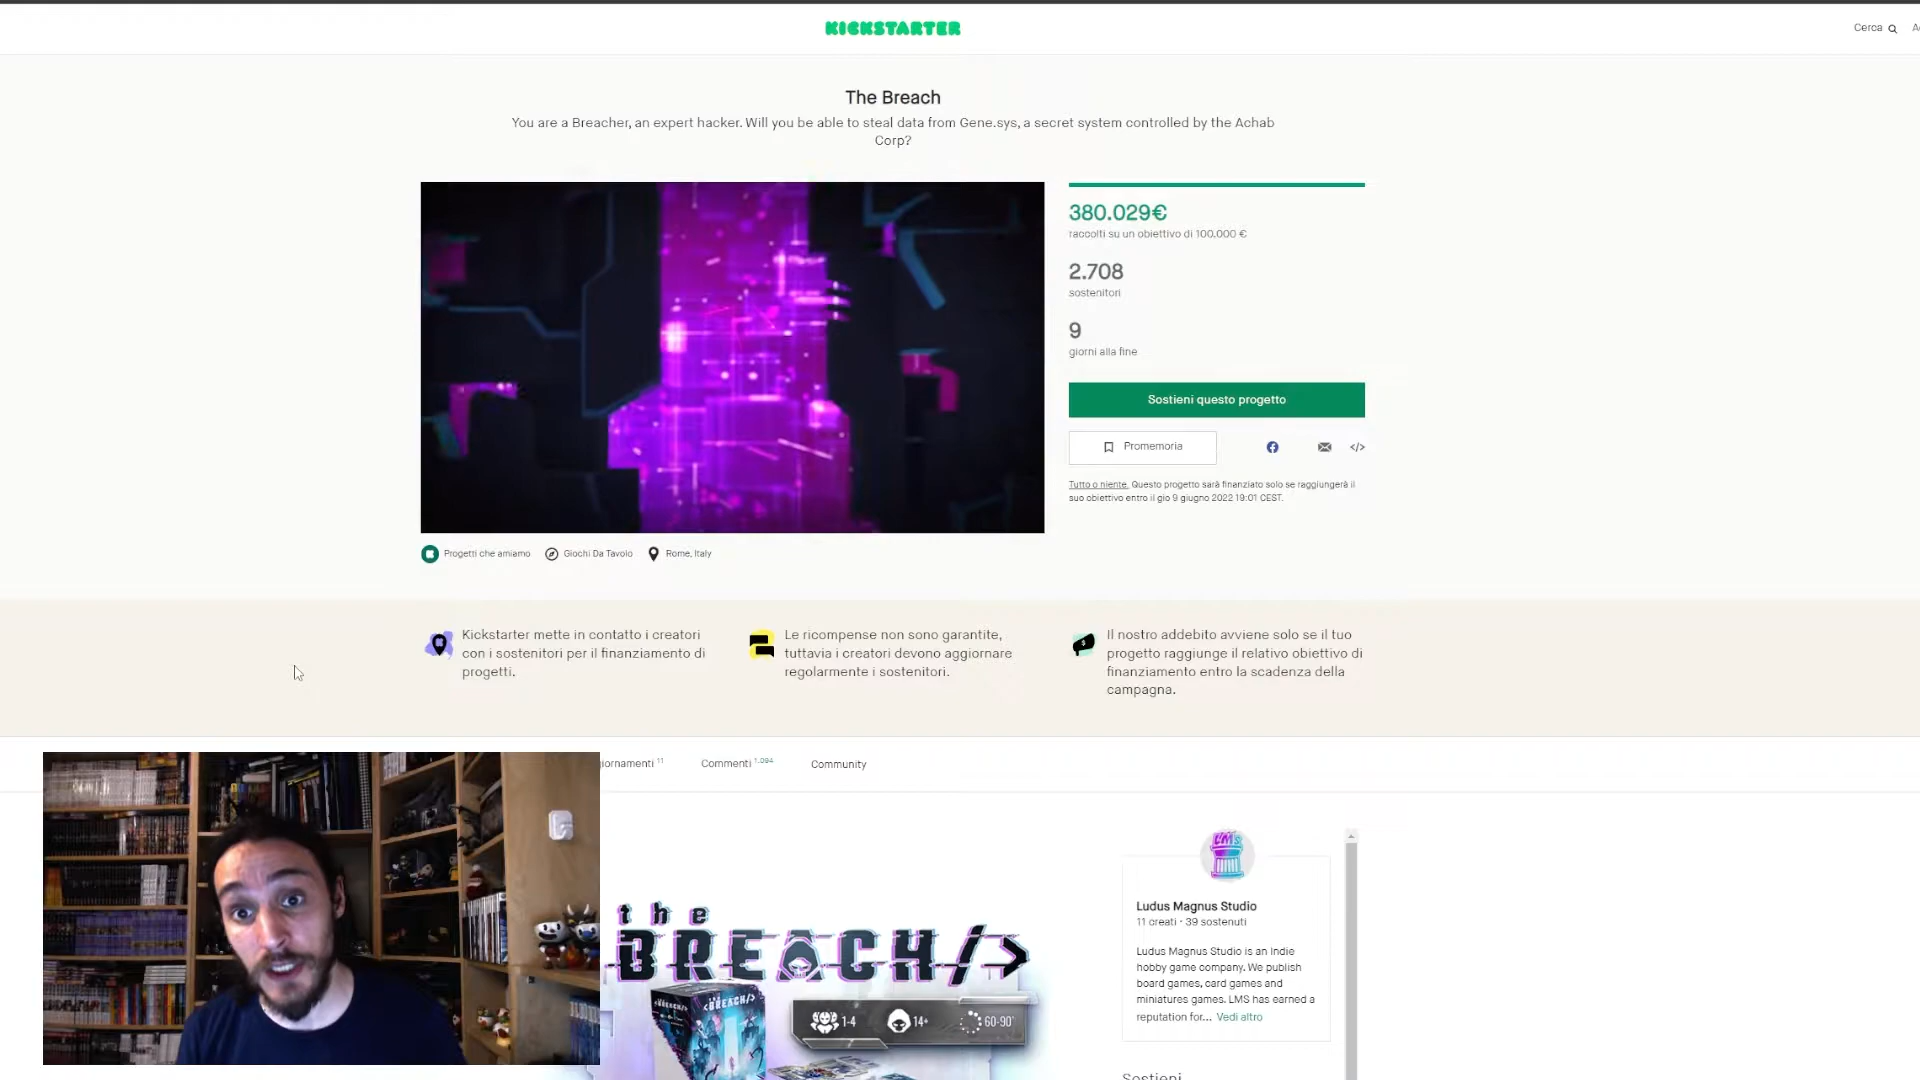 KICKSTARTER
Cerca
The Breach
You are a Breacher, an expert hacker. Will you be able to steal data from Gene.sys, a secret system controlled by the Achab
Corp?
380.029€
raccolti su un obiettivo di 100.000 €
2.708
sostenitori
9
giorni alla fine
Sostieni questo progetto
Promemoria
</>
Tutto o niente. Questo progetto sarà finanziato solo se raggiungerà il
suo obiettivo entro il gio 9 giugno 2022 19:01 CEST.
Progetti che amiamo
Giochi Da Tavolo
Rome, Italy
Kickstarter mette in contatto i creatori
con i sostenitori per il finanziamento di
progetti.
Le ricompense non sono garantite,
tuttavia i creatori devono aggiornare
regolarmente i sostenitori.
Il nostro addebito avviene solo se il tuo
progetto raggiunge il relativo obiettivo di
finanziamento entro la scadenza della
campagna.
giornamenti 11
Commenti 1.094
Community
the
BREACH/>
THE
BREACH/>
1-4
14+
60-90'
LMS
Ludus Magnus Studio
11 creati · 39 sostenuti
Ludus Magnus Studio is an Indie
hobby game company. We publish
board games, card games and
miniatures games. LMS has earned a
reputation for... Vedi altro
Sostieni